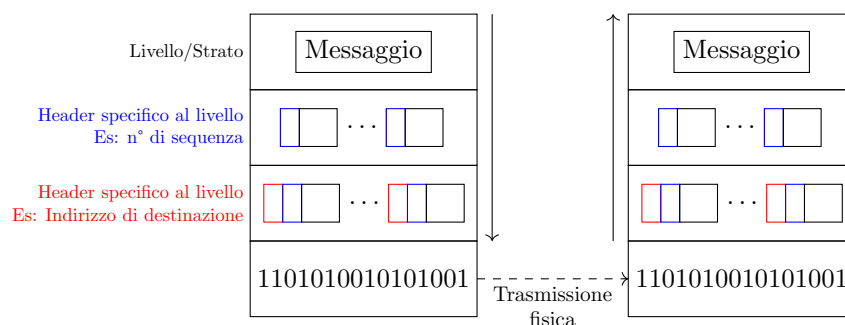 Livello/Strato
Messaggio
Messaggio
Header specifico al livello
Es: n° di sequenza
...
...
Header specifico al livello
Es: Indirizzo di destinazione
...
...
1101010010101001
1101010010101001
Trasmissione
fisica